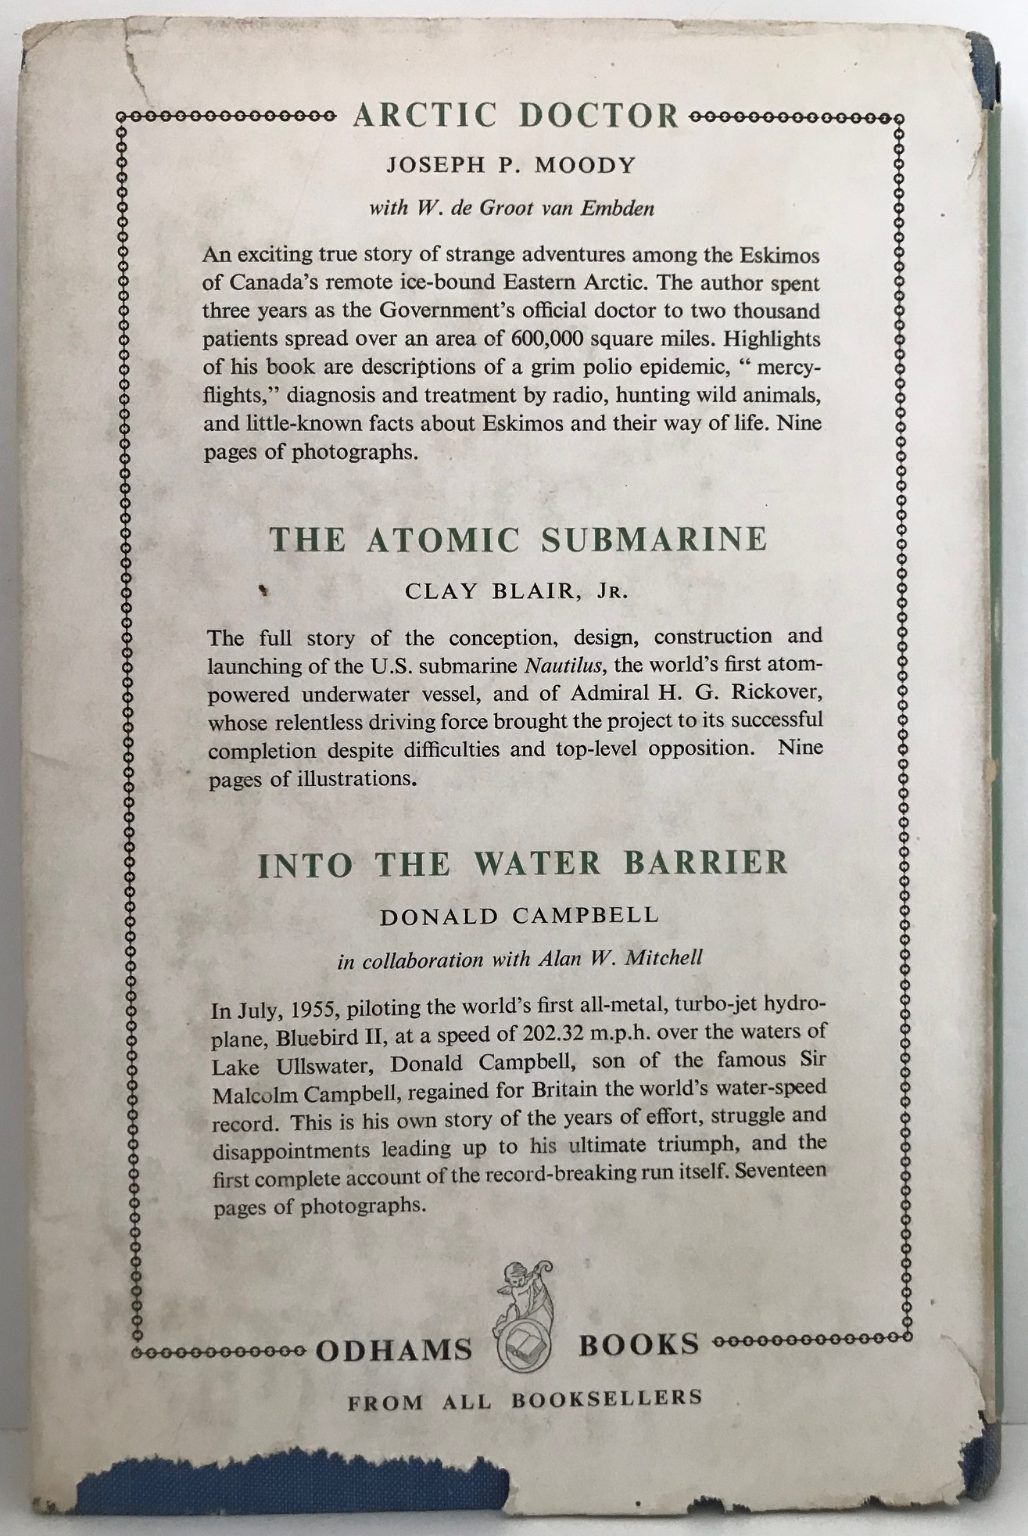 ARCTIC DOCTOR
JOSEPH P. MOODY
with W. de Groot van Embden
An exciting true story of strange adventures among the Eskimos
of Canada's remote ice-bound Eastern Arctic. The author spent
three years as the Government's official doctor to two thousand
patients spread over an area of 600,000 square miles. Highlights
of his book are descriptions of a grim polio epidemic, “ mercy-
flights,” diagnosis and treatment by radio, hunting wild animals,
and little-known facts about Eskimos and their way of life. Nine
pages of photographs.
THE ATOMIC SUBMARINE
CLAY BLAIR, JR.
The full story of the conception, design, construction and
launching of the U.S. submarine Nautilus, the world's first atom-
powered underwater vessel, and of Admiral H. G. Rickover,
whose relentless driving force brought the project to its successful
completion despite difficulties and top-level opposition. Nine
pages of illustrations.
INTO THE WATER BARRIER
DONALD CAMPBELL
in collaboration with Alan W. Mitchell
In July, 1955, piloting the world's first all-metal, turbo-jet hydro-
plane, Bluebird II, at a speed of 202.32 m.p.h. over the waters of
Lake Ullswater, Donald Campbell, son of the famous Sir
Malcolm Campbell, regained for Britain the world's water-speed
record. This is his own story of the years of effort, struggle and
disappointments leading up to his ultimate triumph, and the
first complete account of the record-breaking run itself. Seventeen
pages of photographs.
ODHAMS BOOKS
FROM ALL BOOKSELLERS